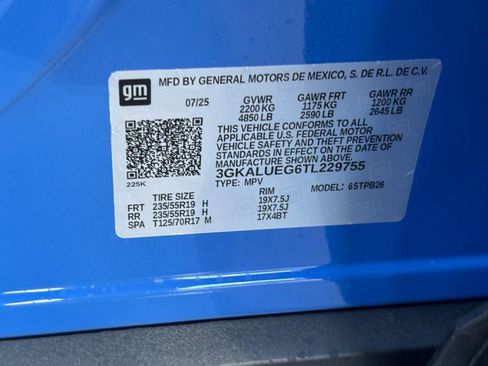 gm
MFD BY GENERAL MOTORS DE MEXICO, S. DE R.L. DE C.V.
07/25 GVWR GAWR FRT GAWR RR
2200 KG 1175 KG 1200 KG
4850 LB 2590 LB 2645 LB
THIS VEHICLE CONFORMS TO ALL
APPLICABLE U.S. FEDERAL MOTOR
VEHICLE SAFETY AND THEFT
PREVENTION STANDARDS IN EFFECT
ON THE DATE OF
MANUFACTURE SHOWN ABOVE.
3GKALUEG6TL229755
225K TYPE: MPV MODEL: 65TPB26
TIRE SIZE RIM
FRT 235/55R19 H 19X7.5J
RR 235/55R19 H 19X7.5J
SPA T125/70R17 M 17X4BT